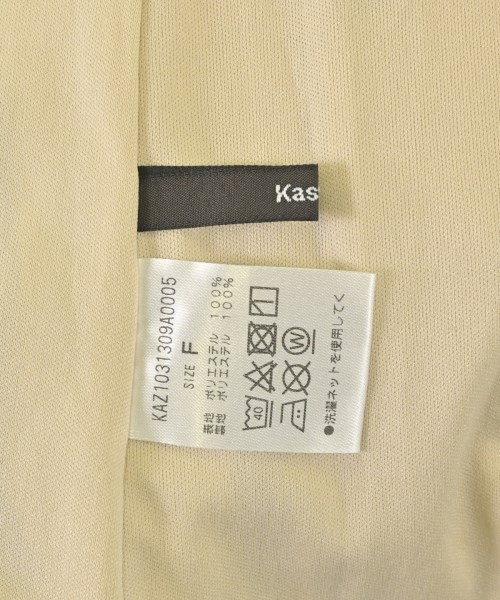 Kas
KAZ1031309A0005
SIZE F
表地 ポリエステル 100%
裏地 ポリエステル 100%
40
W
●洗濯ネットを使用してく